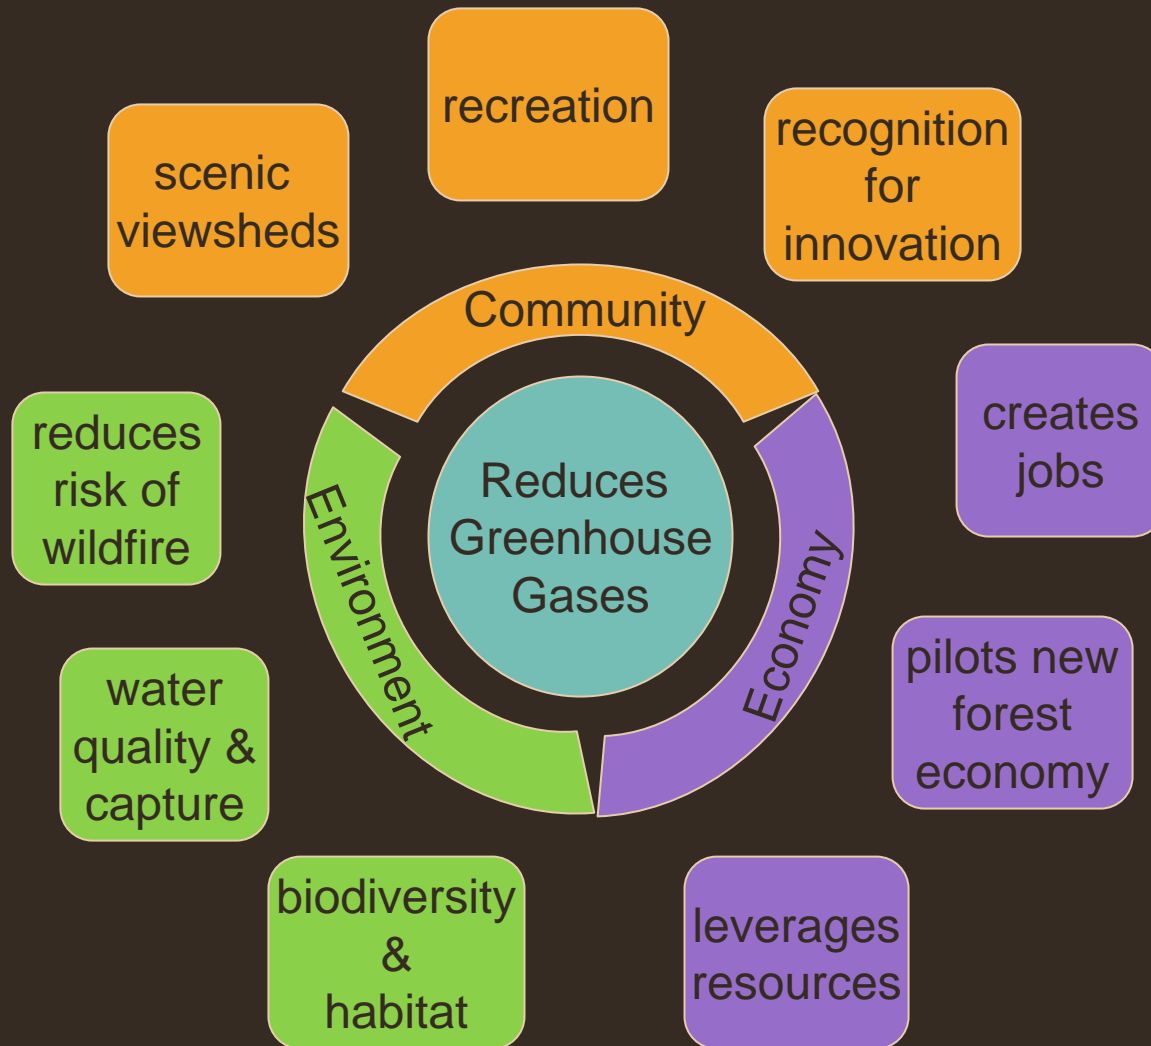 recreation
recognition
for
innovation
scenic
viewsheds
Community
creates
jobs
reduces
risk of
wildfire
Reduces
Greenhouse
Gases
Environment
Economy
pilots new
forest
economy
water
quality &
capture
biodiversity
&
habitat
leverages
resources